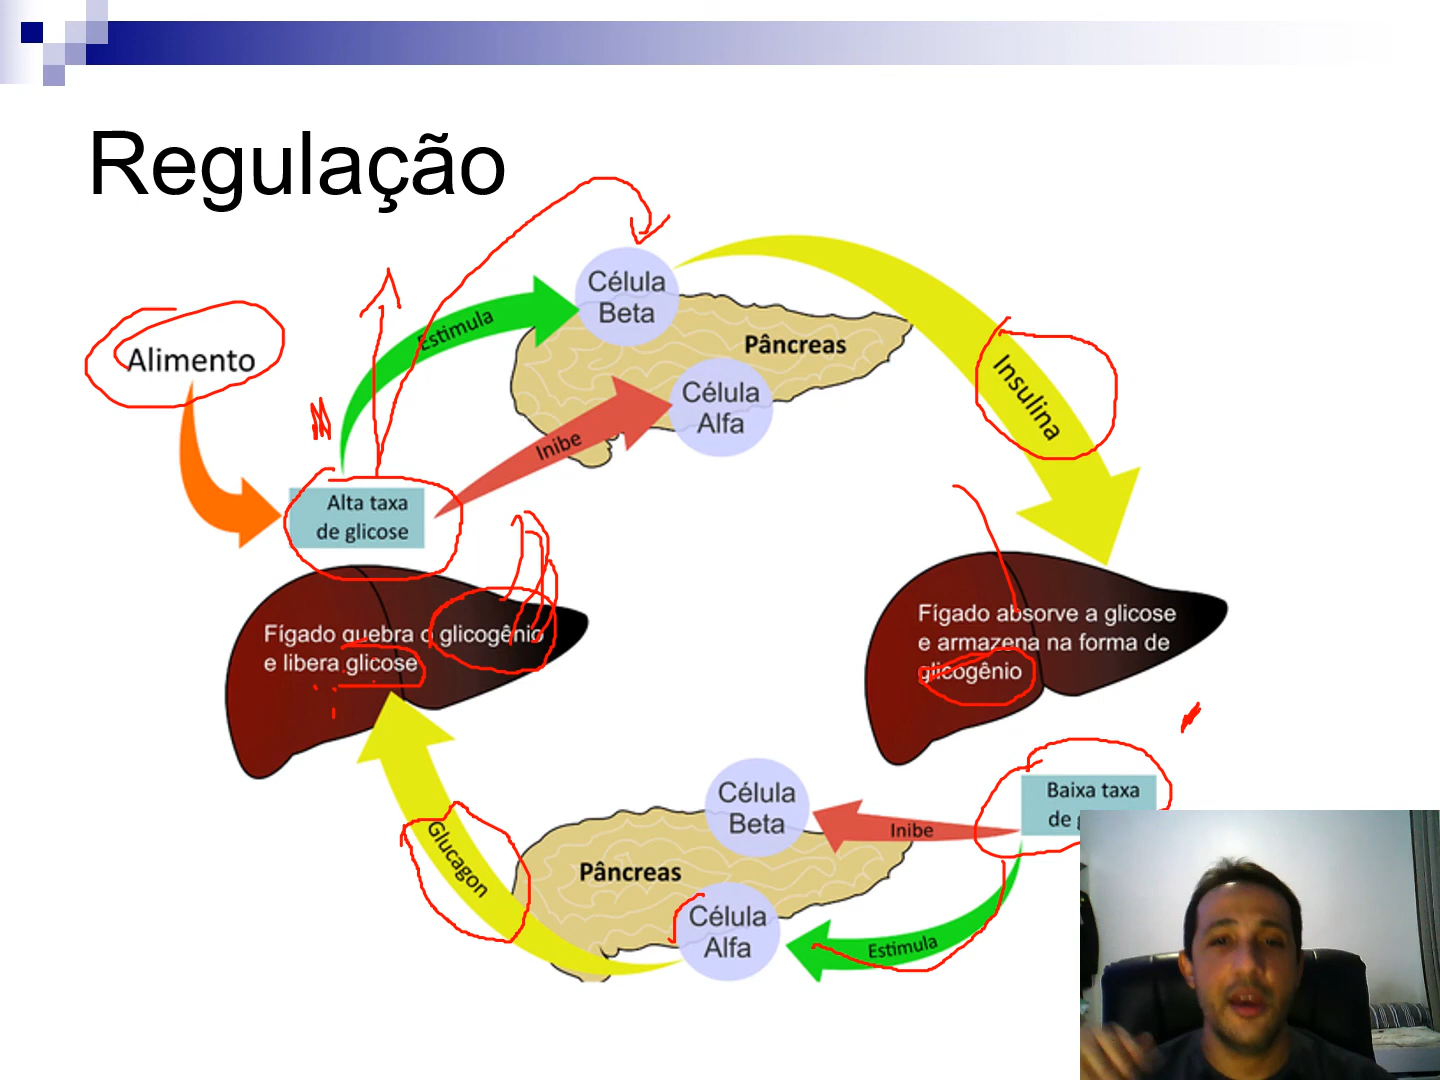 Regulação
Célula
Beta
Estimula
Pâncreas
Alimento
Insulina
Célula
Alfa
Inibe
Alta taxa
de glicose
Fígado quebra o glicogênio
e libera glicose
Fígado absorve a glicose
e armazena na forma de
glicogênio
Célula
Beta
Baixa taxa
de
Inibe
Glucagon
Pâncreas
Célula
Alfa
Estimula